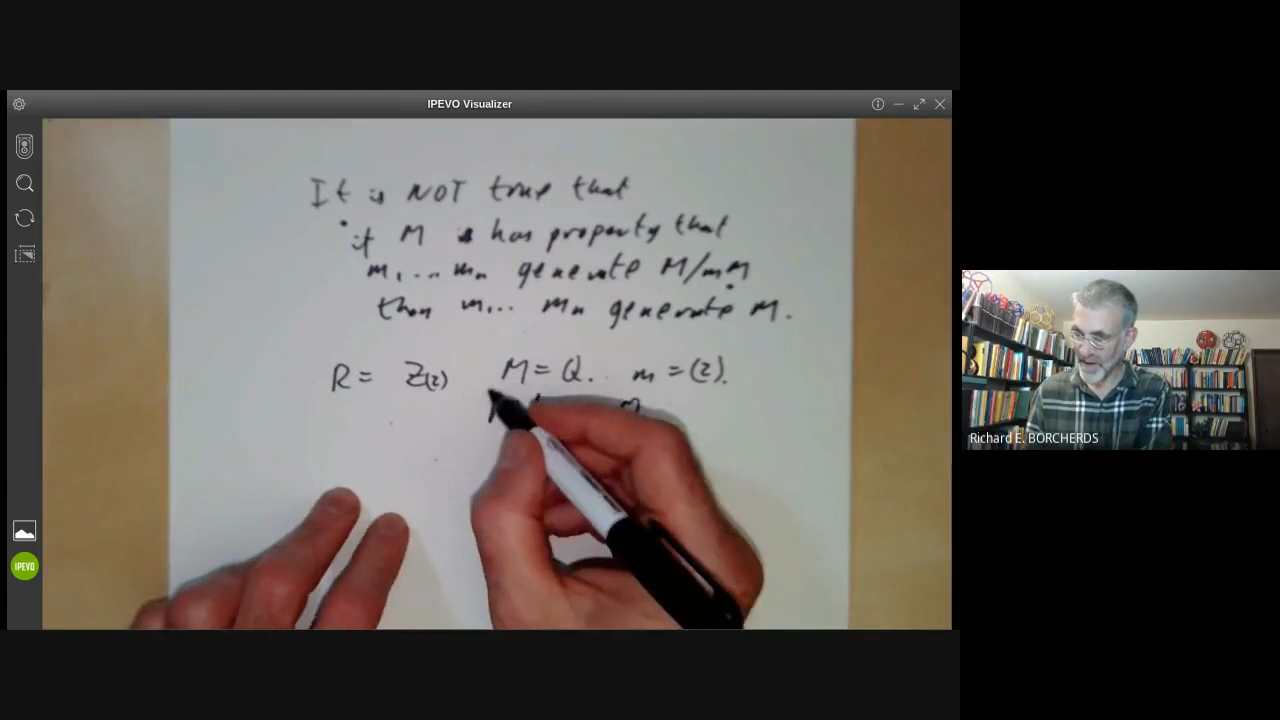 IPEVO Visualizer
It is NOT true that
if M is has property that
m1 ... mn generate M/mM
then m1 ... mn generate M.
R = Z(2) M = Q. m = (2).
IPEVO
Richard E. BORCHERDS